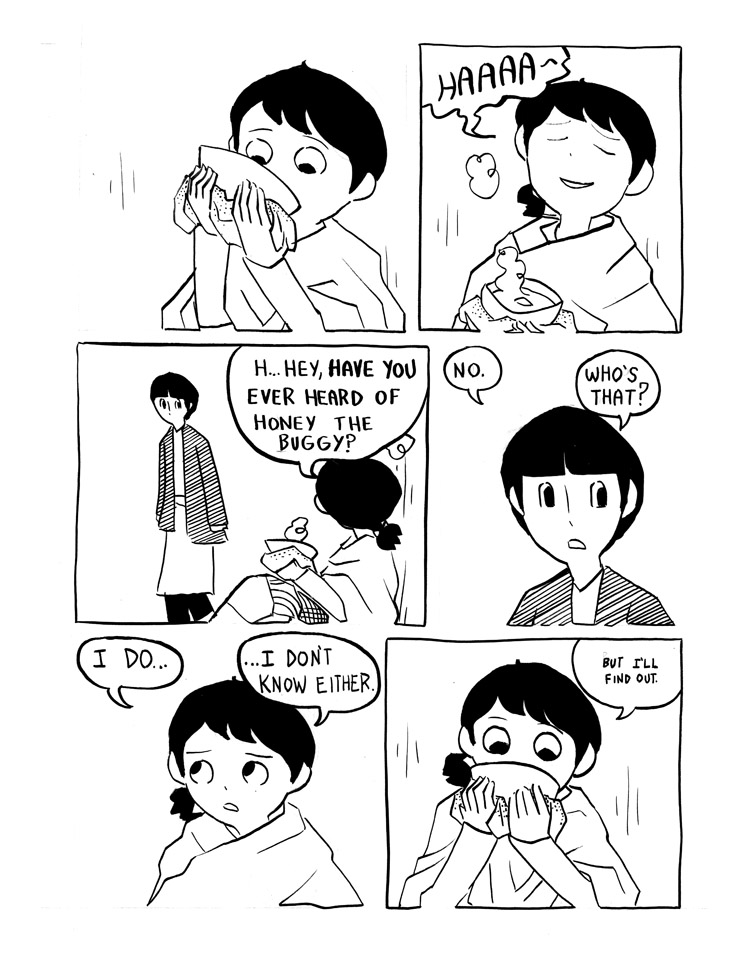 HAAAA~
H...HEY, HAVE YOU
EVER HEARD OF
HONEY THE
BUGGY?
NO.
WHO'S
THAT?
I DO...
...I DON'T
KNOW EITHER.
BUT I'LL
FIND OUT.